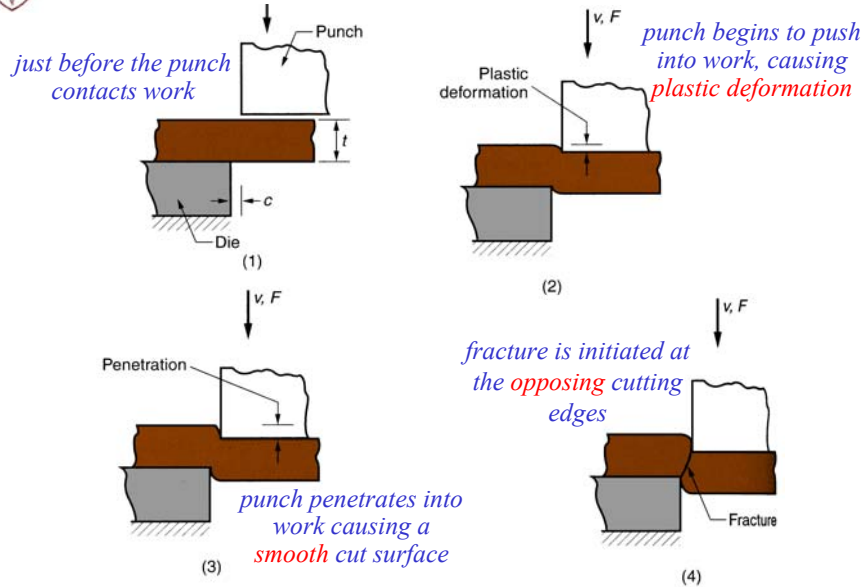 Punch
just before the punch
contacts work
t
c
Die
(1)
v, F
punch begins to push
into work, causing
plastic deformation
Plastic
deformation
(2)
v, F
Penetration
punch penetrates into
work causing a
smooth cut surface
(3)
v, F
fracture is initiated at
the opposing cutting
edges
Fracture
(4)